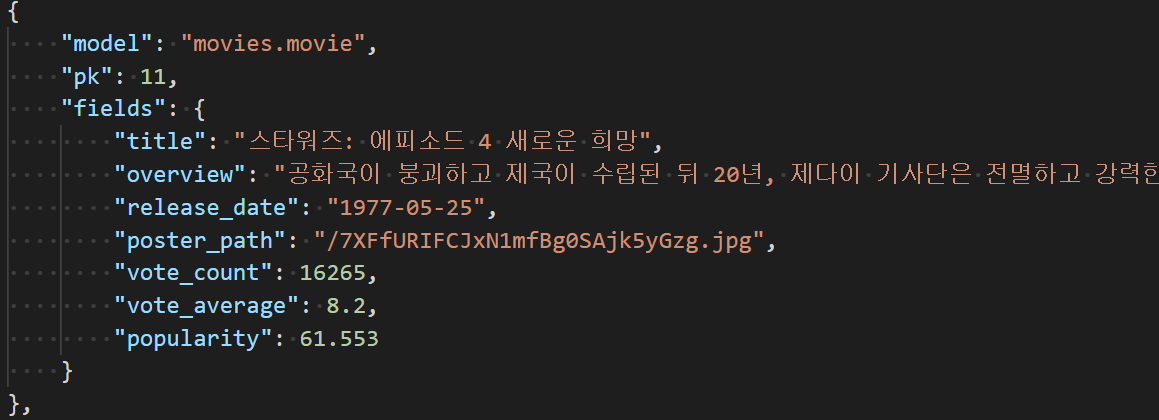 {
"model": "movies.movie",
"pk": 11,
"fields": {
"title": "스타워즈: 에피소드 4 새로운 희망",
"overview": "공화국이 붕괴하고 제국이 수립된 뒤 20년, 제다이 기사단은 전멸하고 강력한
"release_date": "1977-05-25",
"poster_path": "/7XFfURIFCJxN1mfBg0SAjk5yGzg.jpg",
"vote_count": 16265,
"vote_average": 8.2,
"popularity": 61.553
}
},